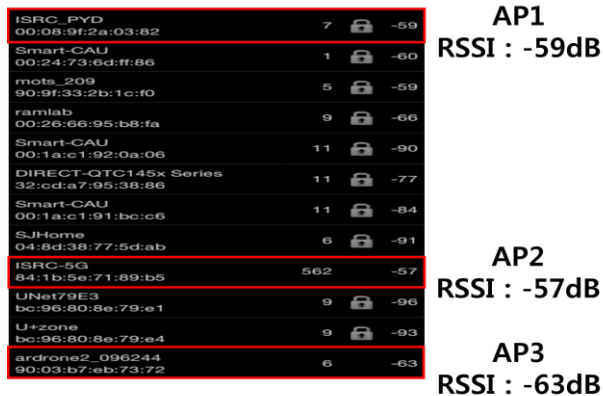 ISRC_PYD
00:08:9f:2a:03:82 7 -59
AP1
RSSI : -59dB
Smart-CAU
00:24:73:6d:ff:86 1 -60
mots_209
90:9f:33:2b:1c:f0 5 -59
ramlab
00:26:66:95:b8:fa 9 -66
Smart-CAU
00:1a:c1:92:0a:06 11 -90
DIRECT-QTC145x Series
32:cd:a7:95:38:86 11 -77
Smart-CAU
00:1a:c1:91:bc:c6 11 -84
SJHome
04:8d:38:77:5d:ab 6 -91
ISRC-5G
84:1b:5e:71:89:b5 562 -57
AP2
RSSI : -57dB
UNet79E3
bc:96:80:8e:79:e1 9 -96
U+zone
bc:96:80:8e:79:e4 9 -93
ardrone2_096244
90:03:b7:eb:73:72 6 -63
AP3
RSSI : -63dB